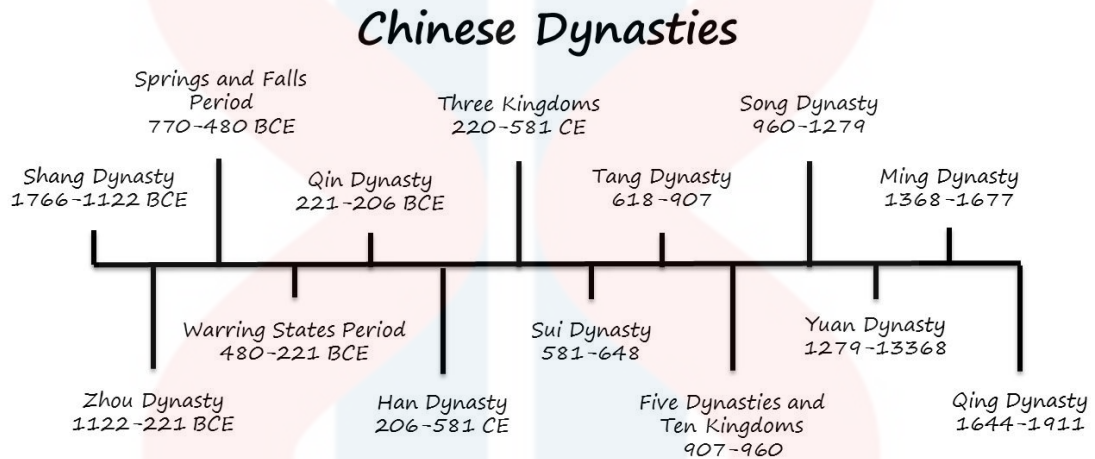 Chinese Dynasties
Shang Dynasty
1766-1122 BCE
Zhou Dynasty
1122-221 BCE
Springs and Falls
Period
770-480 BCE
Warring States Period
480-221 BCE
Qin Dynasty
221-206 BCE
Han Dynasty
206-581 CE
Three Kingdoms
220-581 CE
Sui Dynasty
581-648
Tang Dynasty
618-907
Five Dynasties and
Ten Kingdoms
907-960
Song Dynasty
960-1279
Yuan Dynasty
1279-13368
Ming Dynasty
1368-1677
Qing Dynasty
1644-1911